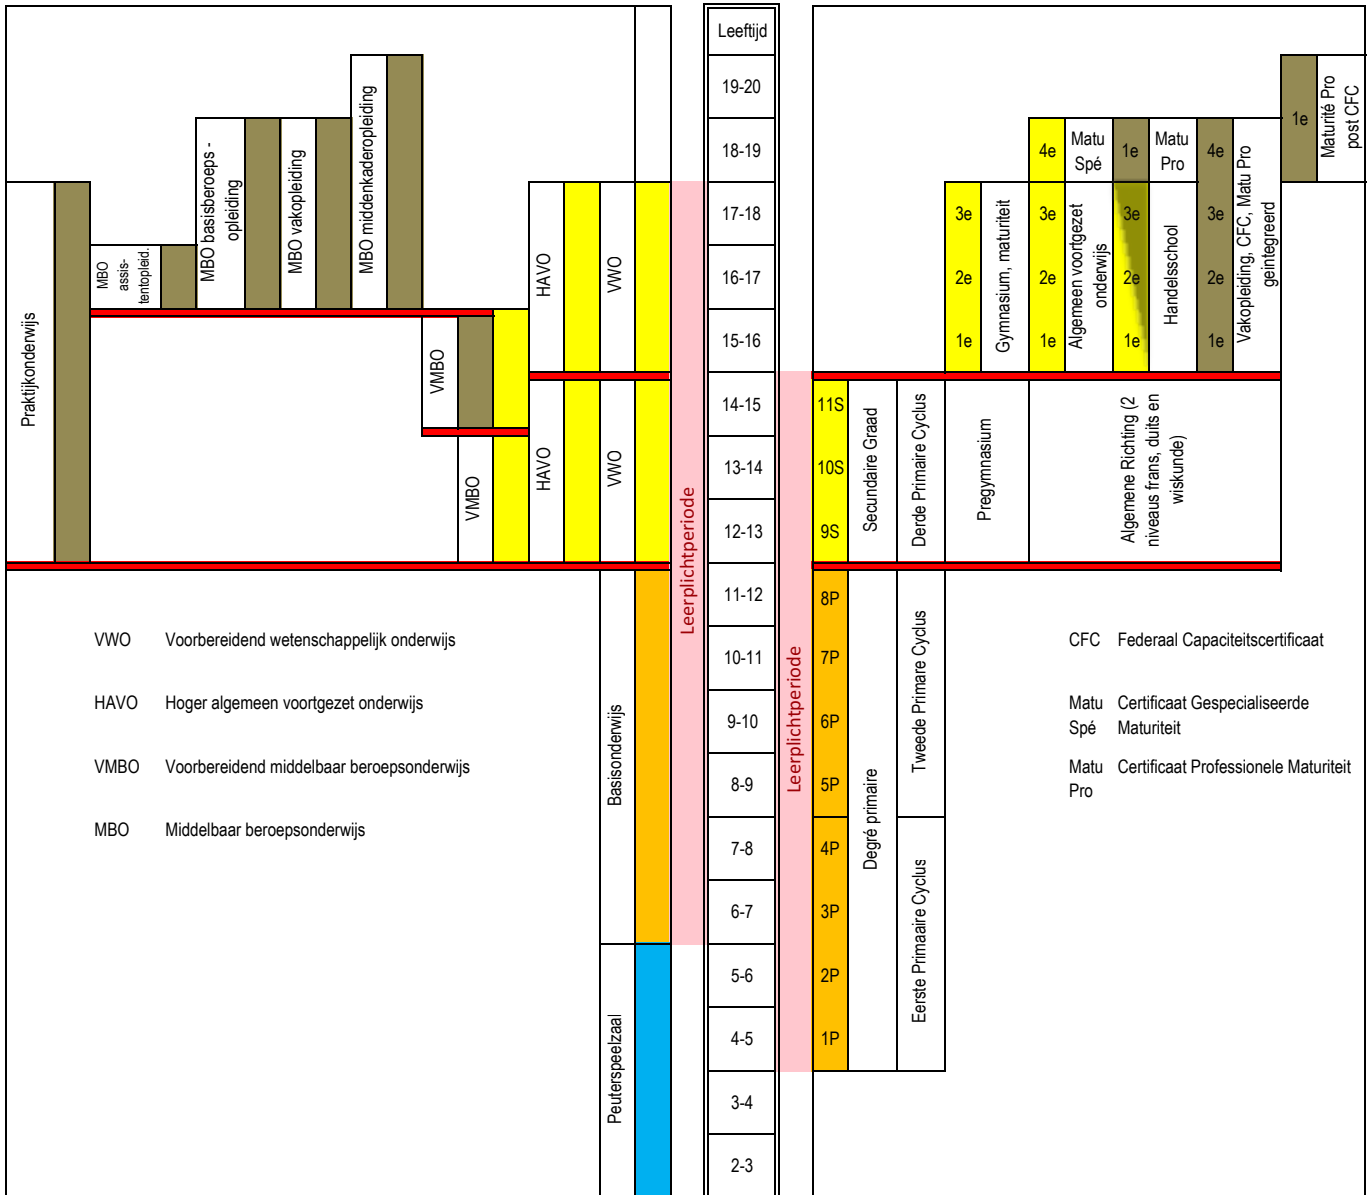 Leeftijd
19-20
18-19
17-18
16-17
15-16
14-15
13-14
12-13
11-12
10-11
9-10
8-9
7-8
6-7
5-6
4-5
3-4
2-3
Praktijkonderwijs
MBO
assis-
tentopleid.
MBO basisberoeps -
opleiding
MBO vakopleiding
MBO middenkaderopleiding
VMBO
VMBO
HAVO
HAVO
VWO
VWO
Basisonderwijs
Peuterspeelzaal
Leerplichtperiode
VWO Voorbereidend wetenschappelijk onderwijs
HAVO Hoger algemeen voortgezet onderwijs
VMBO Voorbereidend middelbaar beroepsonderwijs
MBO Middelbaar beroepsonderwijs
Leerplichtperiode
1e
Maturité Pro
post CFC
4e
Matu
Spé
1e
Matu
Pro
4e
3e
3e
3e
3e
2e
2e
2e
2e
1e
1e
1e
1e
Gymnasium, maturiteit
Algemeen voortgezet
onderwijs
Handelsschool
Vakopleiding, CFC, Matu Pro
geintegreerd
11S
10S
9S
Secundaire Graad
Derde Primaire Cyclus
Pregymnasium
Algemene Richting (2
niveaus frans, duits en
wiskunde)
8P
7P
6P
5P
4P
3P
2P
1P
Degré primaire
Tweede Primare Cyclus
Eerste Primaaire Cyclus
CFC Federaal Capaciteitscertificaat
Matu Certificaat Gespecialiseerde
Spé Maturiteit
Matu Certificaat Professionele Maturiteit
Pro